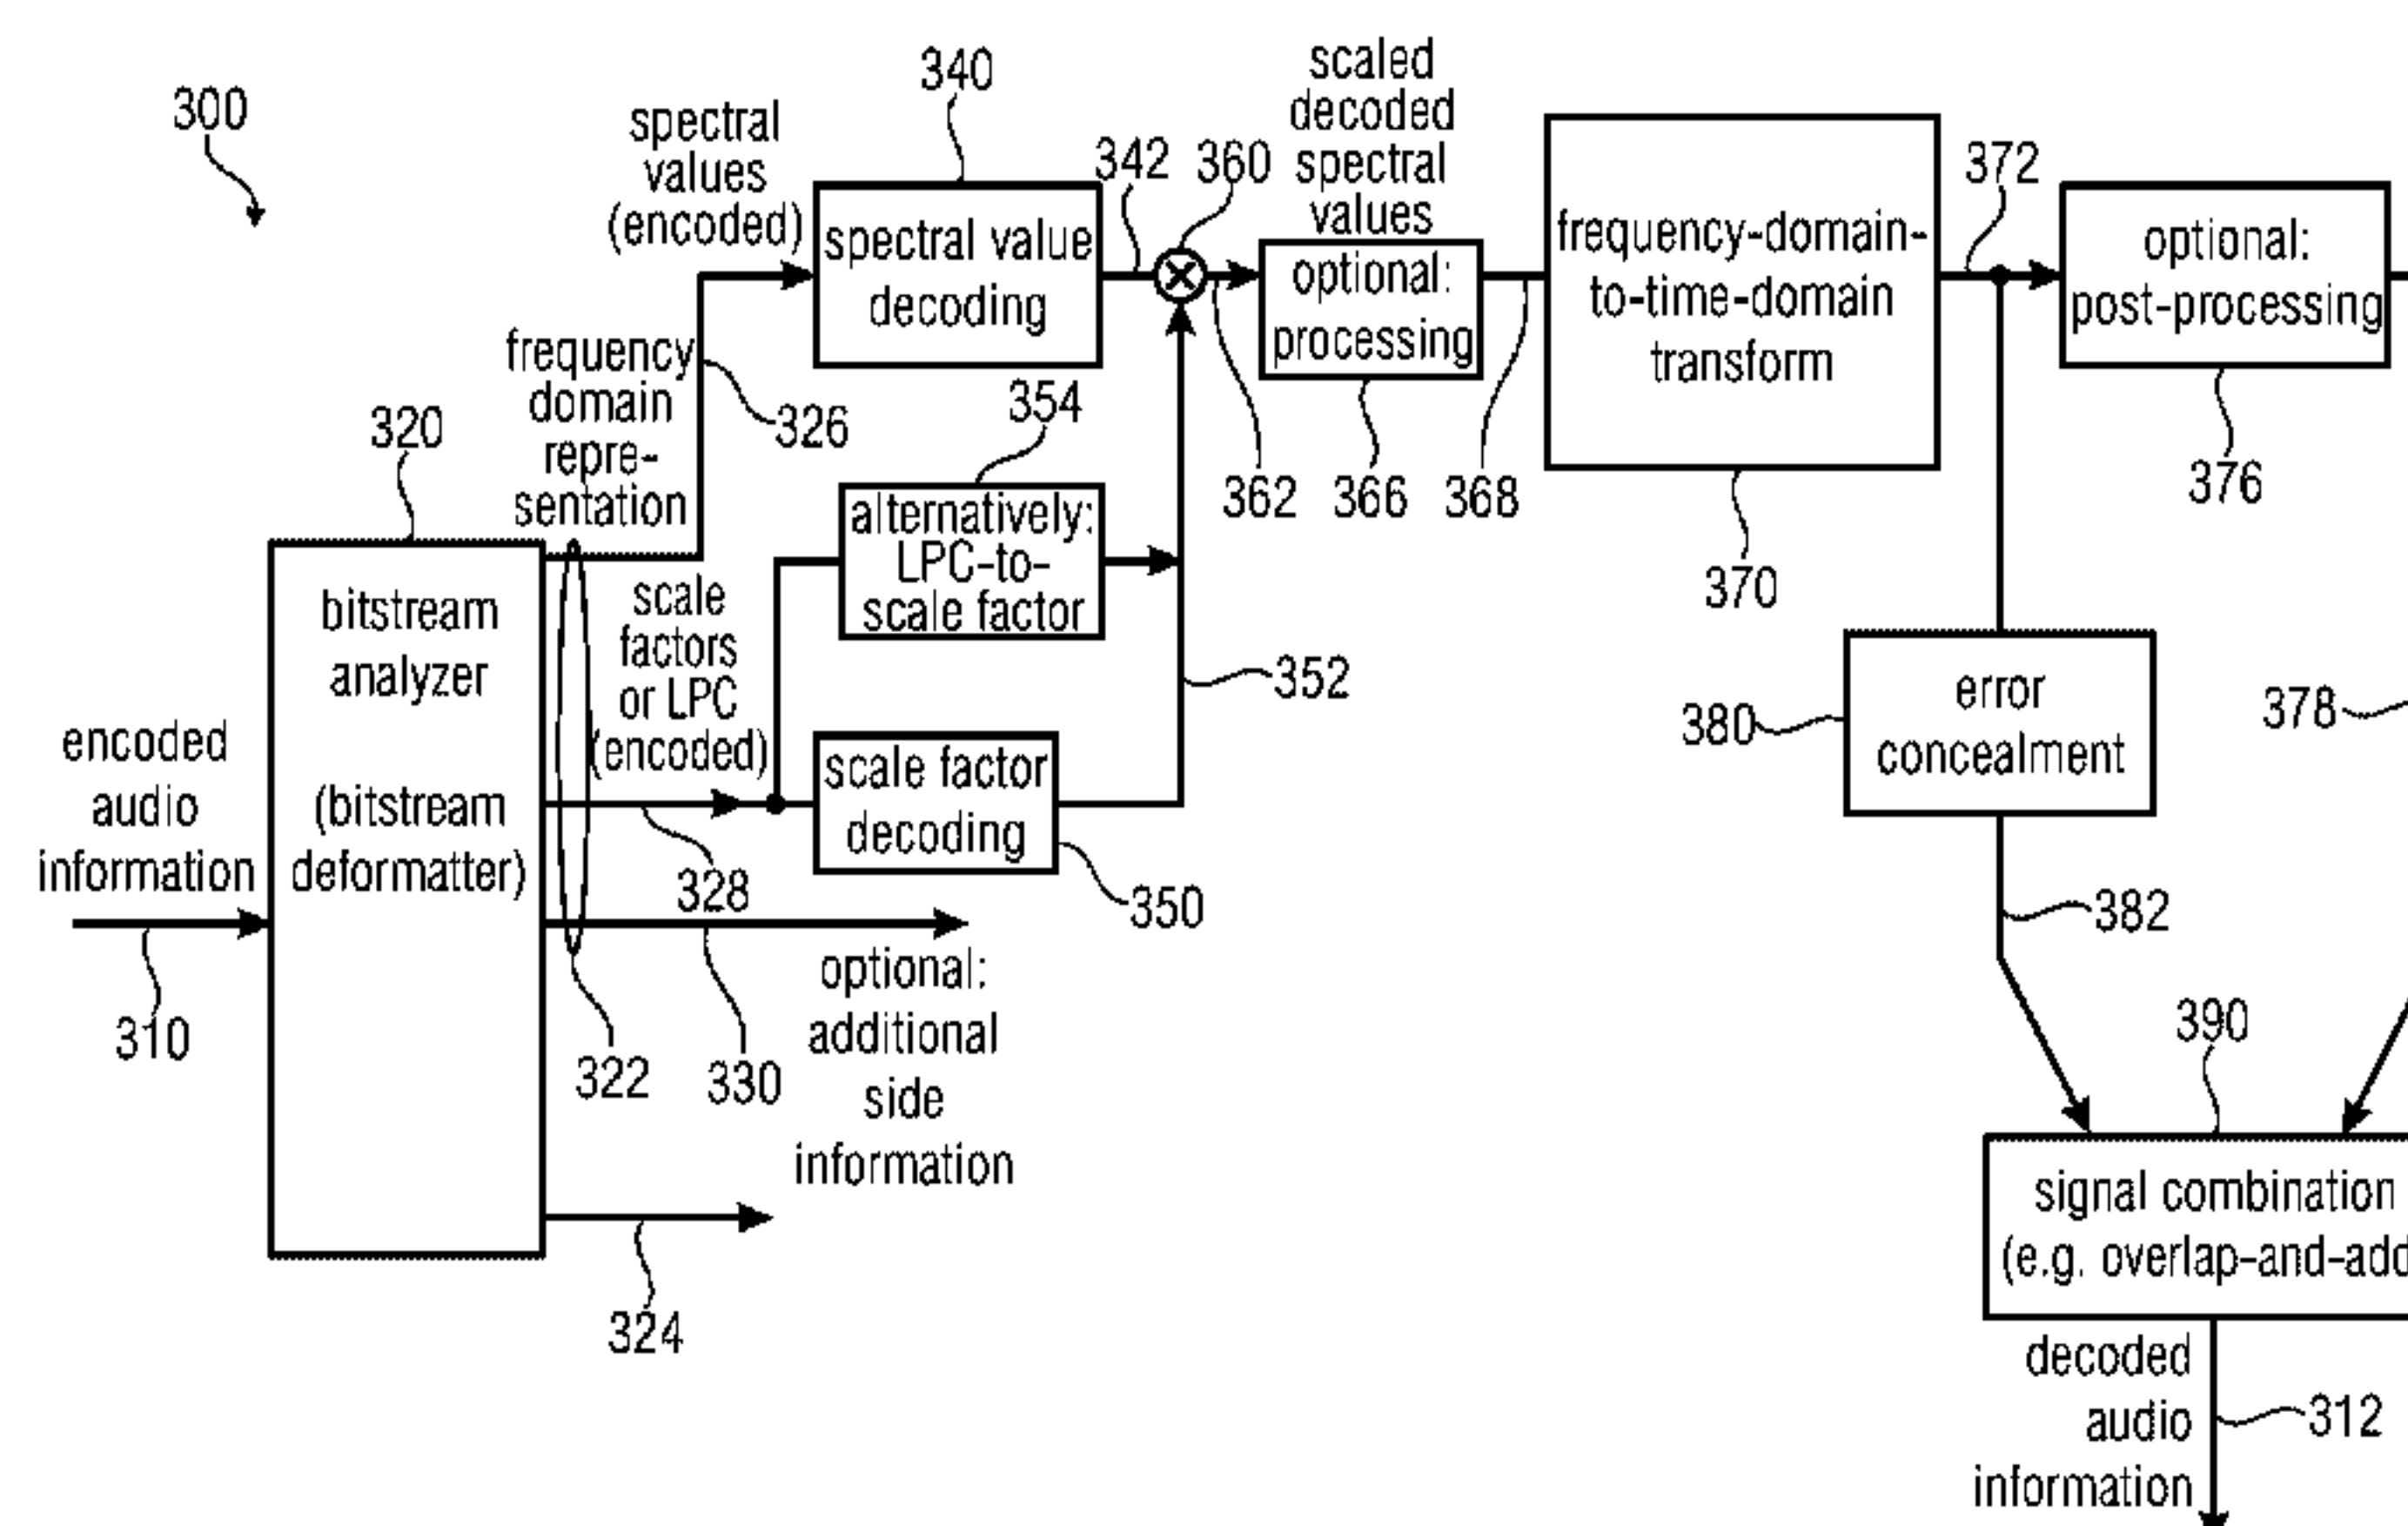 300
340
spectral
values
(encoded)
spectral value
decoding
342
360
scaled
decoded
spectral
values
optional:
processing
frequency-domain-
to-time-domain
transform
372
optional:
post-processing
frequency
domain
repre-
sentation
326
354
362
366
368
370
376
320
alternatively:
LPC-to-
scale factor
352
bitstream
analyzer
(bitstream
deformatter)
scale
factors
or LPC
(encoded)
scale factor
decoding
350
328
encoded
audio
information
310
322
330
optional:
additional
side
information
324
380
error
concealment
378
382
390
signal combination
(e.g. overlap-and-add
decoded
audio
information
312